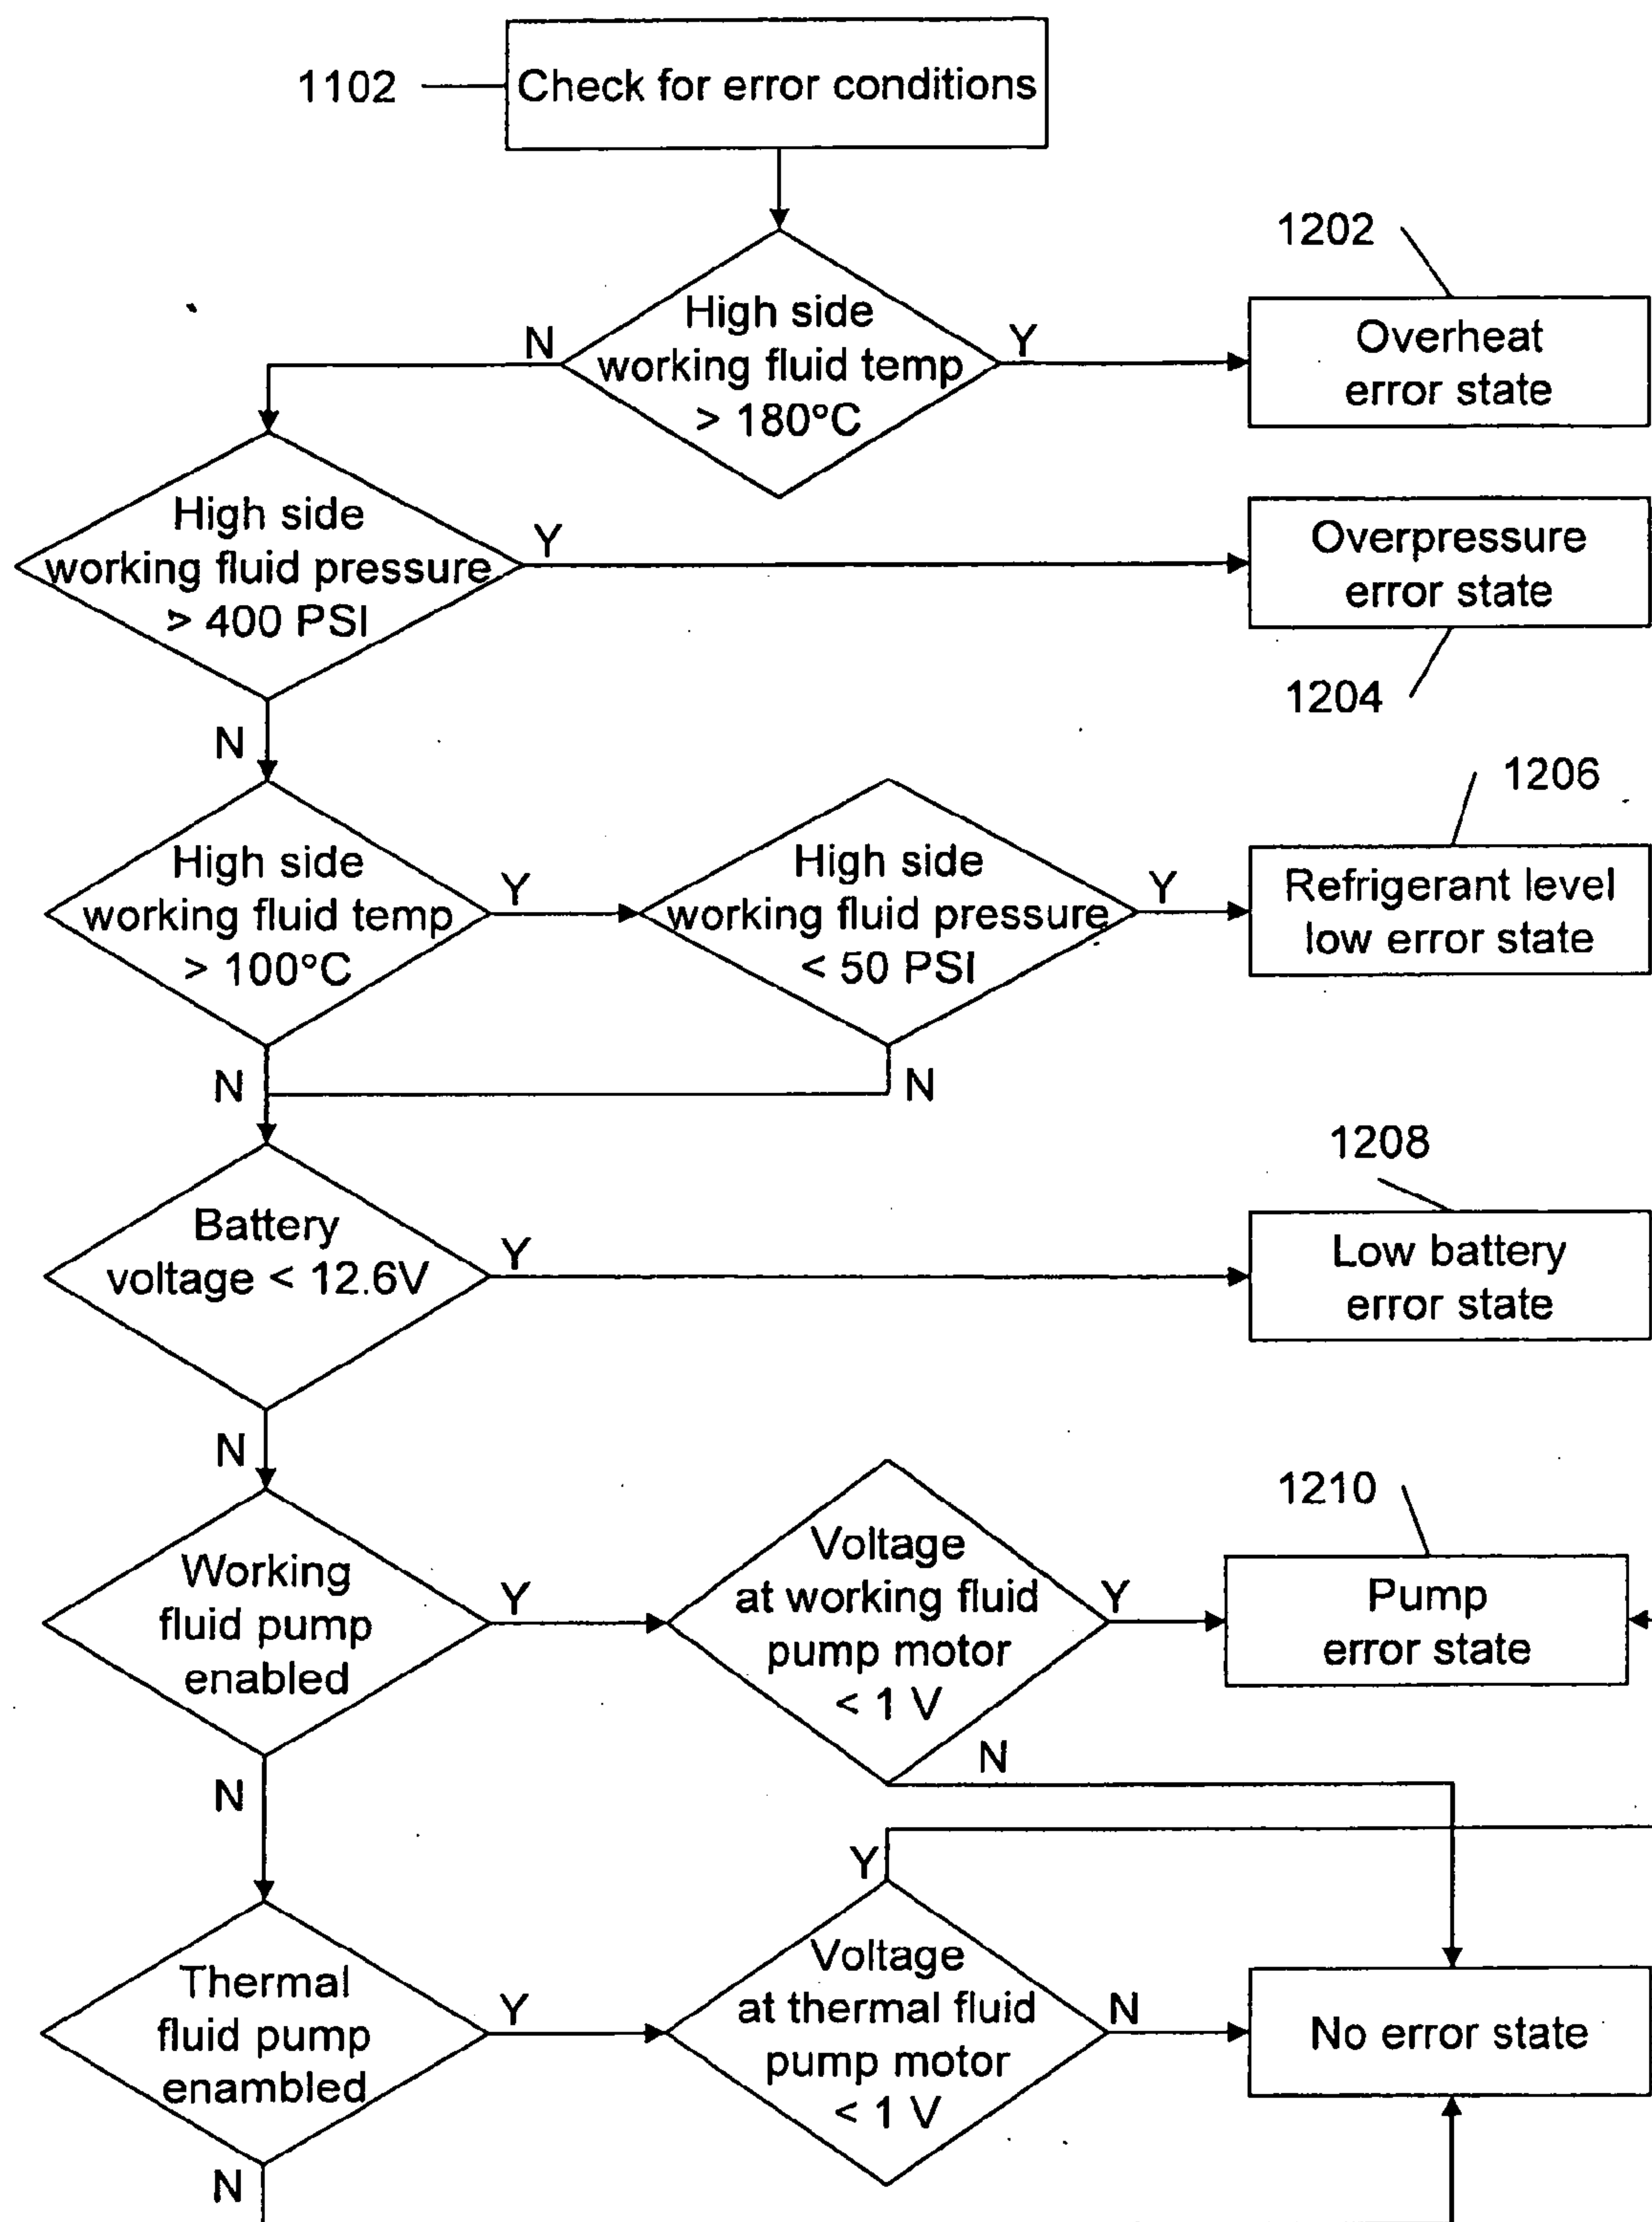 1102
Check for error conditions
1202
High side
working fluid temp
> 180°C
N
Y
Overheat
error state
High side
working fluid pressure
> 400 PSI
Y
Overpressure
error state
1204
N
1206
High side
working fluid temp
> 100°C
Y
High side
working fluid pressure
< 50 PSI
Y
Refrigerant level
low error state
N
N
1208
Battery
voltage < 12.6V
Y
Low battery
error state
N
1210
Working
fluid pump
enabled
Y
Voltage
at working fluid
pump motor
< 1 V
Y
Pump
error state
N
N
Y
Thermal
fluid pump
enambled
Y
Voltage
at thermal fluid
pump motor
< 1 V
N
No error state
N